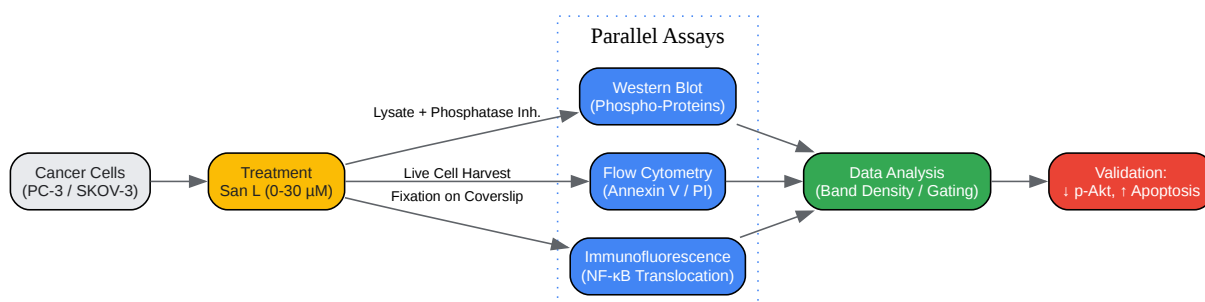 Parallel Assays
Cancer Cells
(PC-3 / SKOV-3)
Treatment
San L (0-30 µM)
Lysate + Phosphatase Inh.
Live Cell Harvest
Fixation on Coverslip
Western Blot
(Phospho-Proteins)
Flow Cytometry
(Annexin V / PI)
Immunofluorescence
(NF-κB Translocation)
Data Analysis
(Band Density / Gating)
Validation:
↓ p-Akt, ↑ Apoptosis